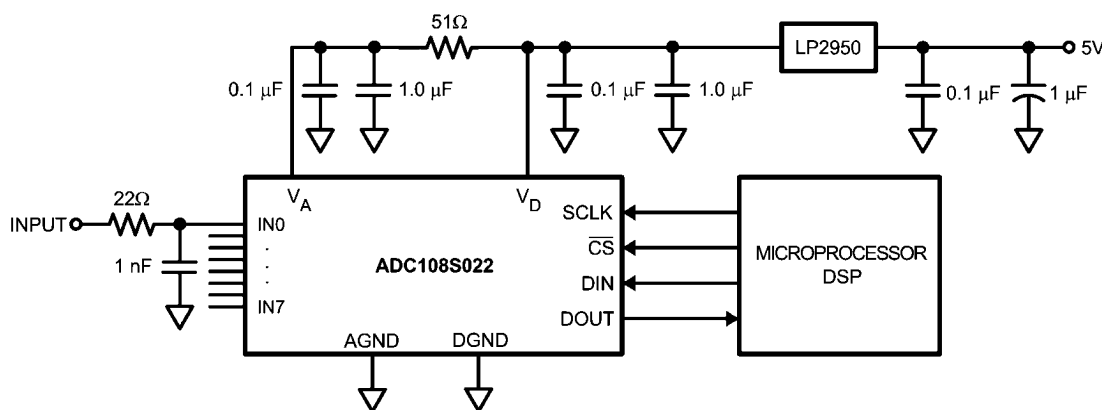 51Ω
LP2950
5V
0.1 µF
1.0 µF
0.1 µF
1.0 µF
0.1 µF
1 µF
22Ω
V_A
V_D
INPUT
IN0
SCLK
C̅S̅
1 nF
ADC108S022
MICROPROCESSOR
DSP
DIN
IN7
DOUT
AGND
DGND